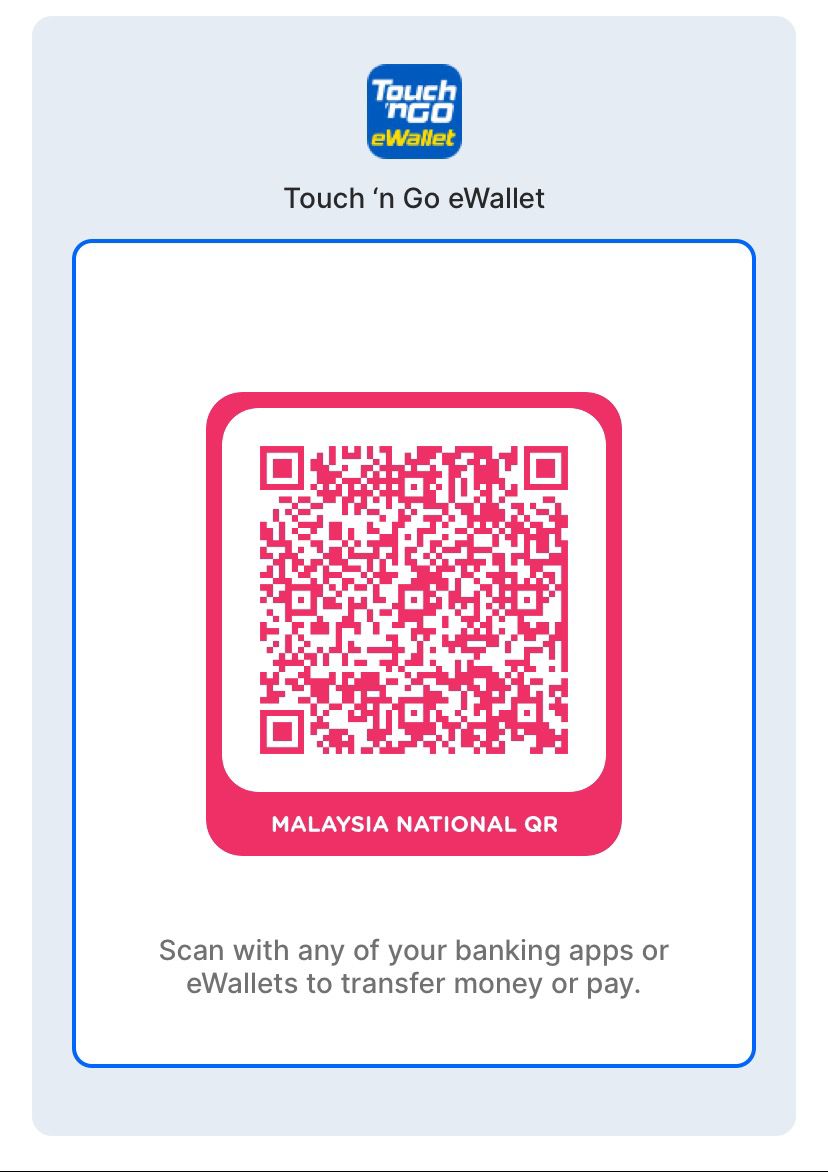 Touch
'nGO
eWallet
Touch ‘n Go eWallet
MALAYSIA NATIONAL QR
Scan with any of your banking apps or
eWallets to transfer money or pay.